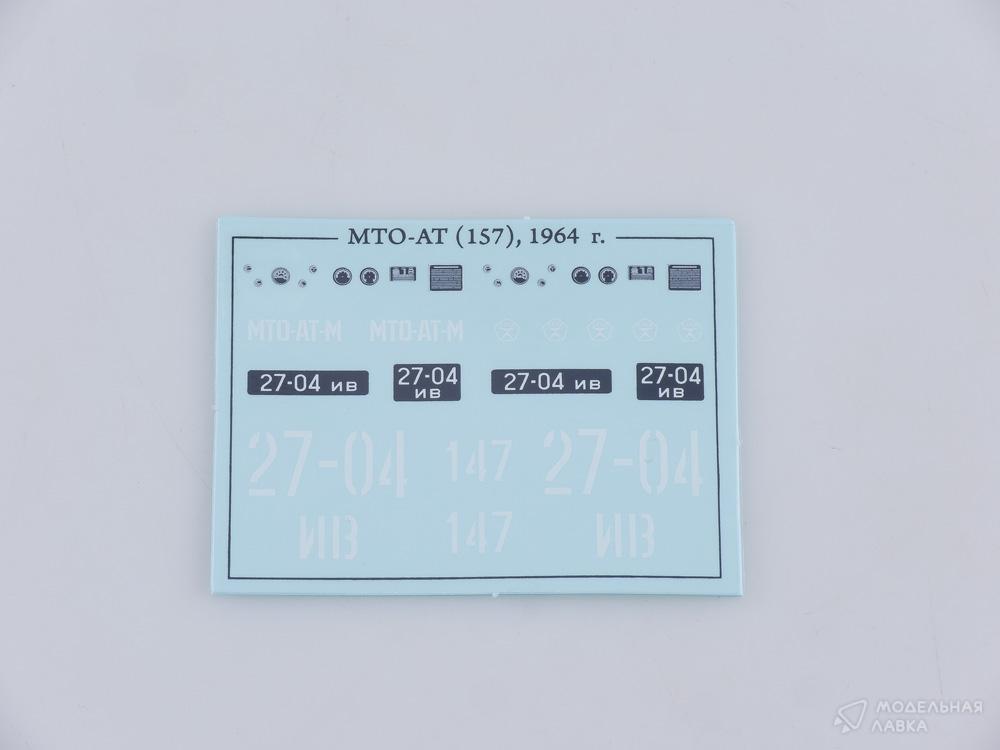 МТО-АТ (157), 1964 г.
МТО-АТ-М МТО-АТ-М
27-04 ИВ 27-04 ИВ 27-04 ИВ 27-04 ИВ
27-04 147 27-04
ИВ 147 ИВ
МОДЕЛЬНАЯ
ЛАВКА